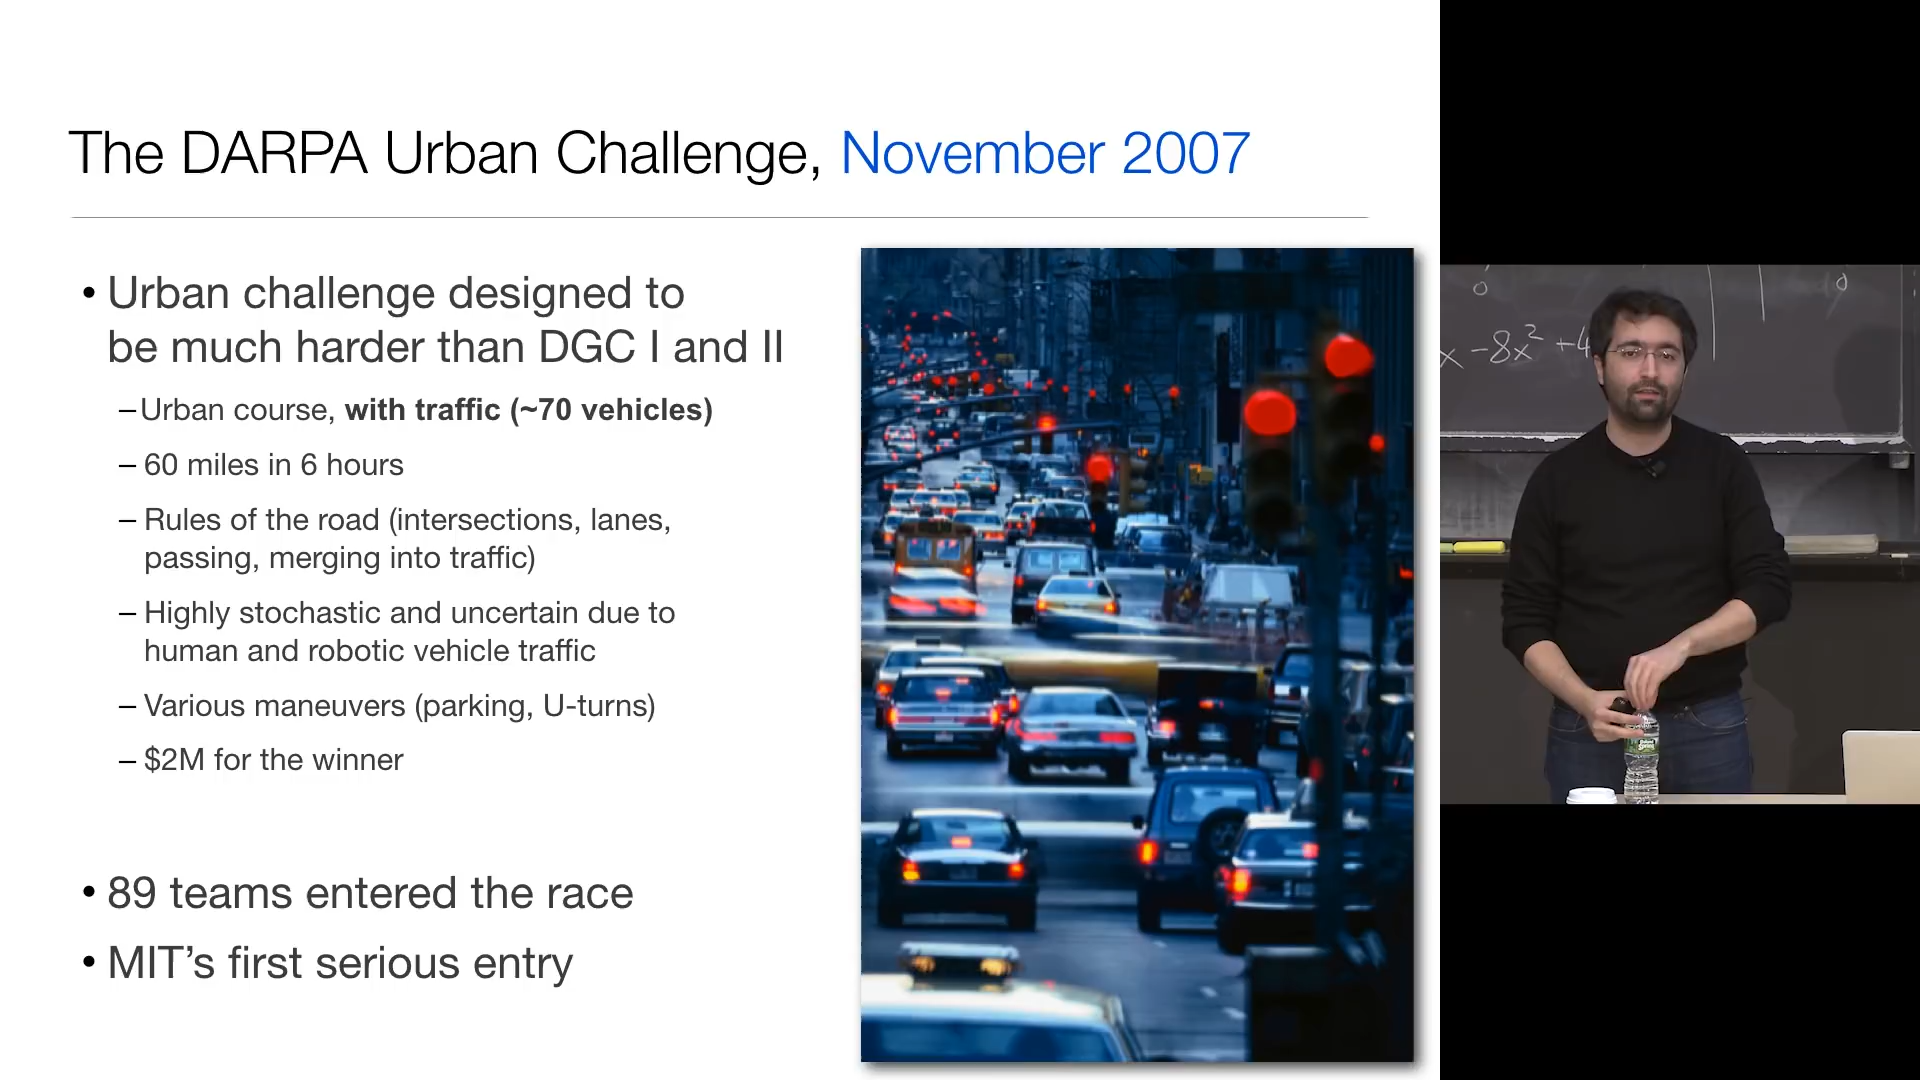 The DARPA Urban Challenge, November 2007
• Urban challenge designed to
be much harder than DGC I and II
– Urban course, with traffic (~70 vehicles)
– 60 miles in 6 hours
– Rules of the road (intersections, lanes,
passing, merging into traffic)
– Highly stochastic and uncertain due to
human and robotic vehicle traffic
– Various maneuvers (parking, U-turns)
– $2M for the winner
• 89 teams entered the race
• MIT’s first serious entry
x -8x² +4